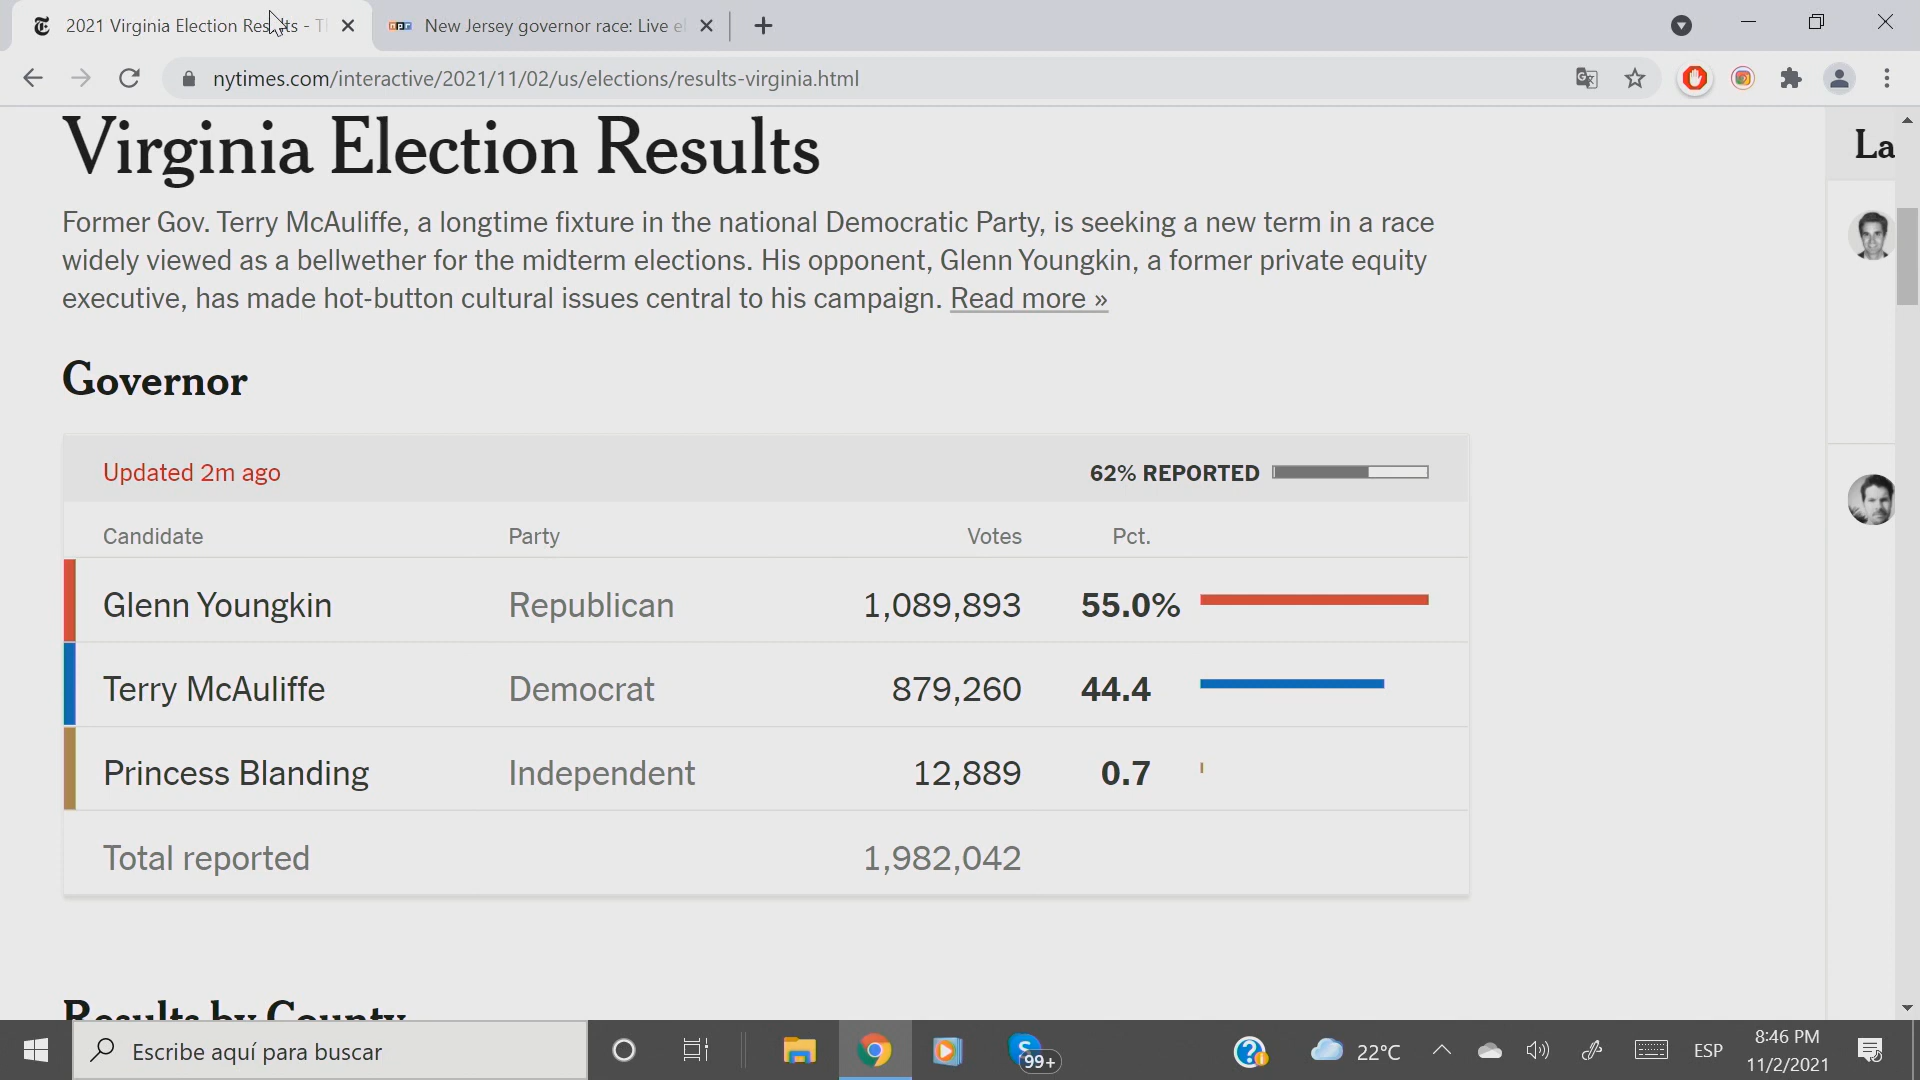 2021 Virginia Election Results - T
New Jersey governor race: Live e
nytimes.com/interactive/2021/11/02/us/elections/results-virginia.html
Virginia Election Results
La
Former Gov. Terry McAuliffe, a longtime fixture in the national Democratic Party, is seeking a new term in a race
widely viewed as a bellwether for the midterm elections. His opponent, Glenn Youngkin, a former private equity
executive, has made hot-button cultural issues central to his campaign. Read more »
Governor
Updated 2m ago 62% REPORTED
Candidate Party Votes Pct.
Glenn Youngkin Republican 1,089,893 55.0%
Terry McAuliffe Democrat 879,260 44.4
Princess Blanding Independent 12,889 0.7
Total reported 1,982,042
Results by County
Escribe aquí para buscar
99+
22°C
ESP
8:46 PM
11/2/2021